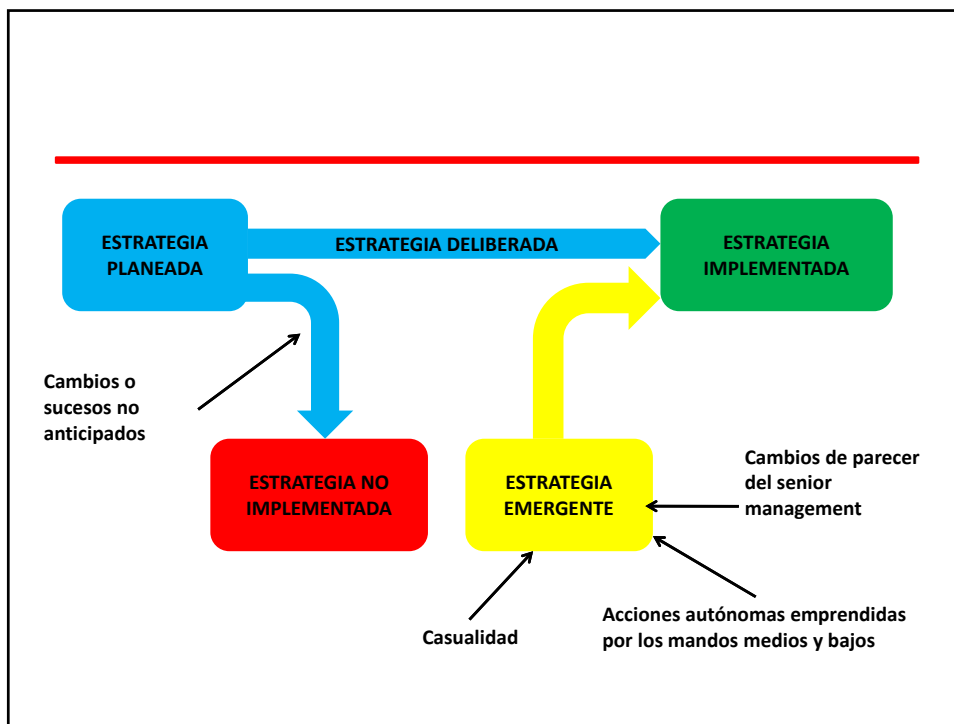 ESTRATEGIA
PLANEADA
ESTRATEGIA DELIBERADA
ESTRATEGIA
IMPLEMENTADA
Cambios o
sucesos no
anticipados
ESTRATEGIA NO
IMPLEMENTADA
ESTRATEGIA
EMERGENTE
Cambios de parecer
del senior
management
Casualidad
Acciones autónomas emprendidas
por los mandos medios y bajos